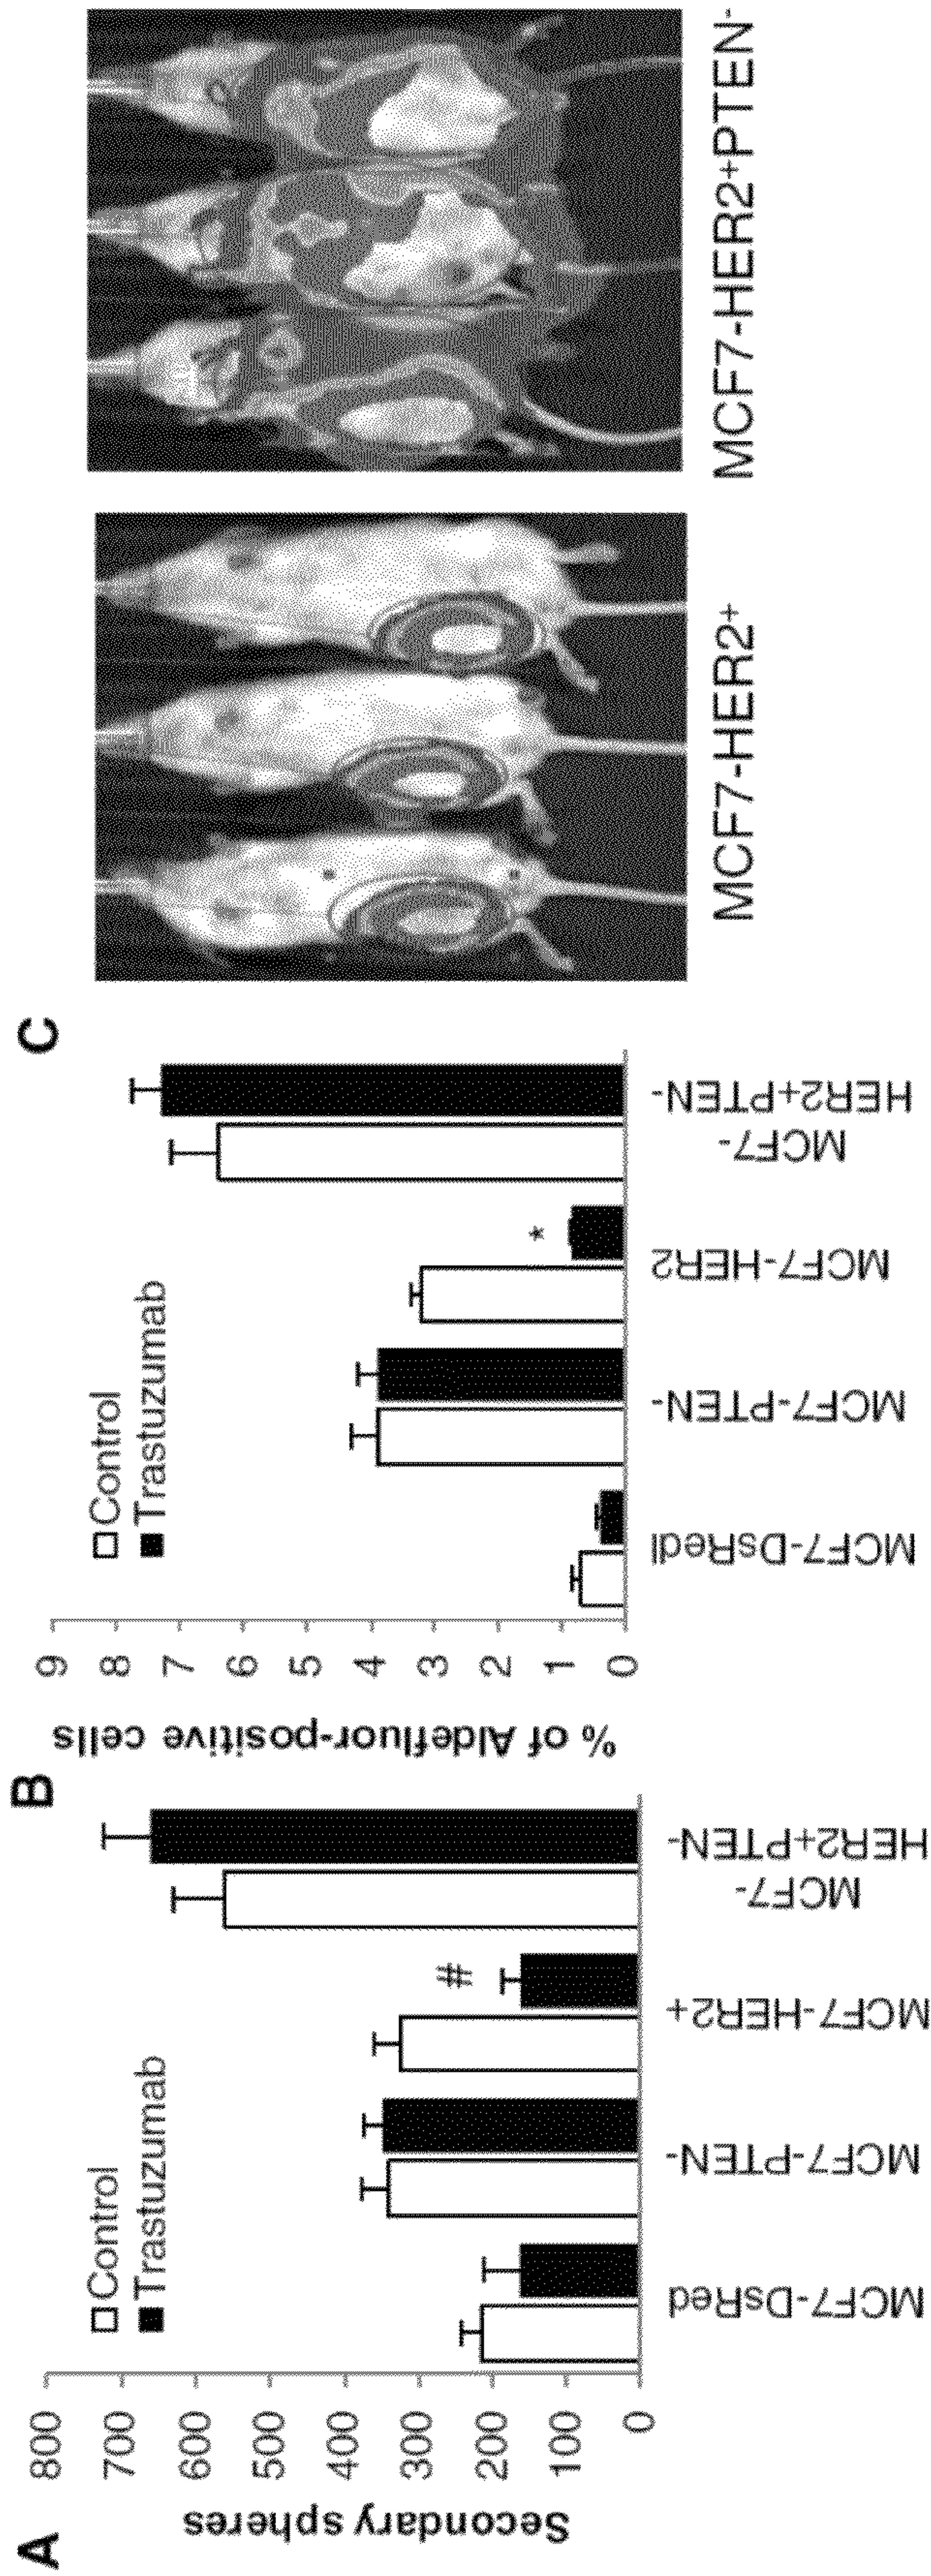 A
Secondary spheres
800
700
600
500
400
300
200
100
0
Control
Trastuzumab
MCF7-DsRed
MCF7-PTEN-
MCF7-HER2+
#
MCF7-
HER2+PTEN-
B
% of Aldefluor-positive cells
9
8
7
6
5
4
3
2
1
0
Control
Trastuzumab
MCF7-DsRedl
MCF7-PTEN-
MCF7-HER2
*
MCF7-
HER2+PTEN-
C
MCF7-HER2⁺
MCF7-HER2⁺PTEN⁻